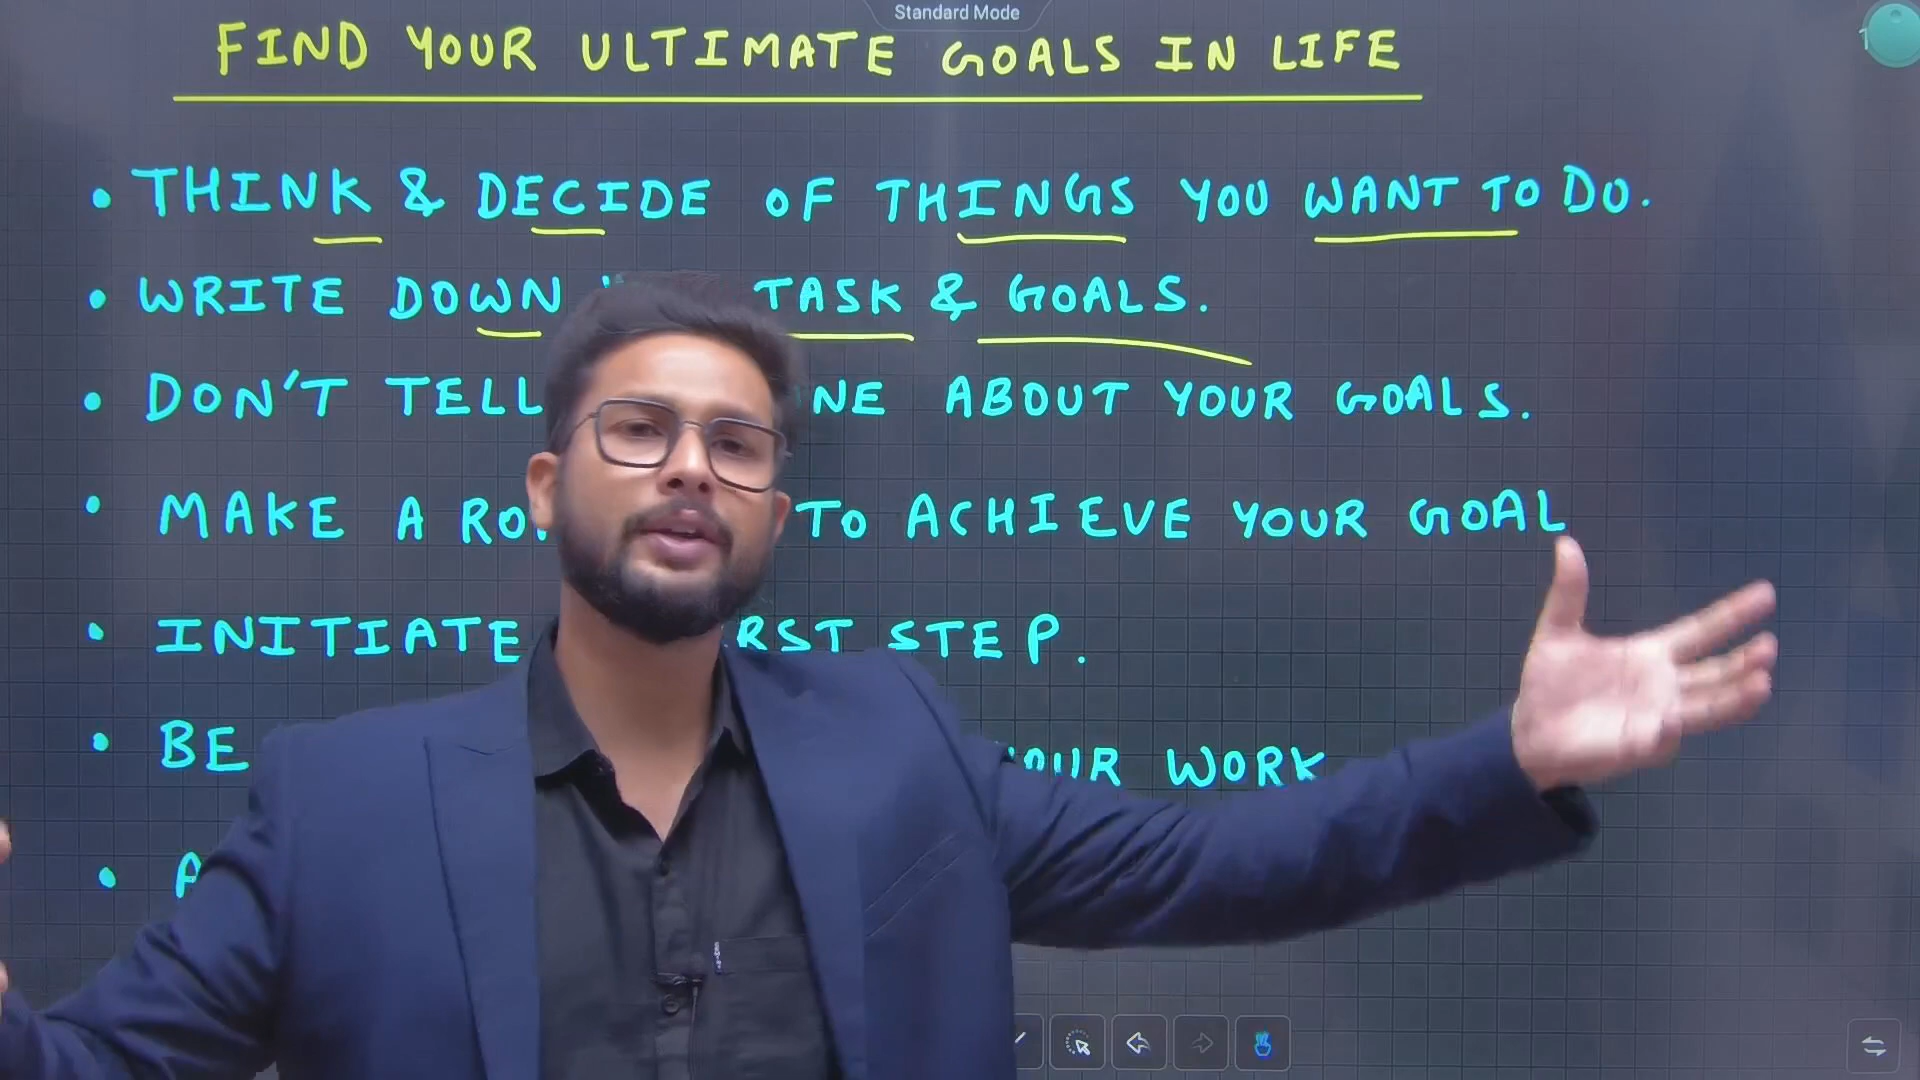 Standard Mode
FIND YOUR ULTIMATE GOALS IN LIFE
• THINK & DECIDE OF THINGS YOU WANT TO DO.
• WRITE DOWN TASK & GOALS.
• DON'T TELL ABOUT YOUR GOALS.
• MAKE A TO ACHIEVE YOUR GOAL
• INITIATE STEP.
• BE WORK